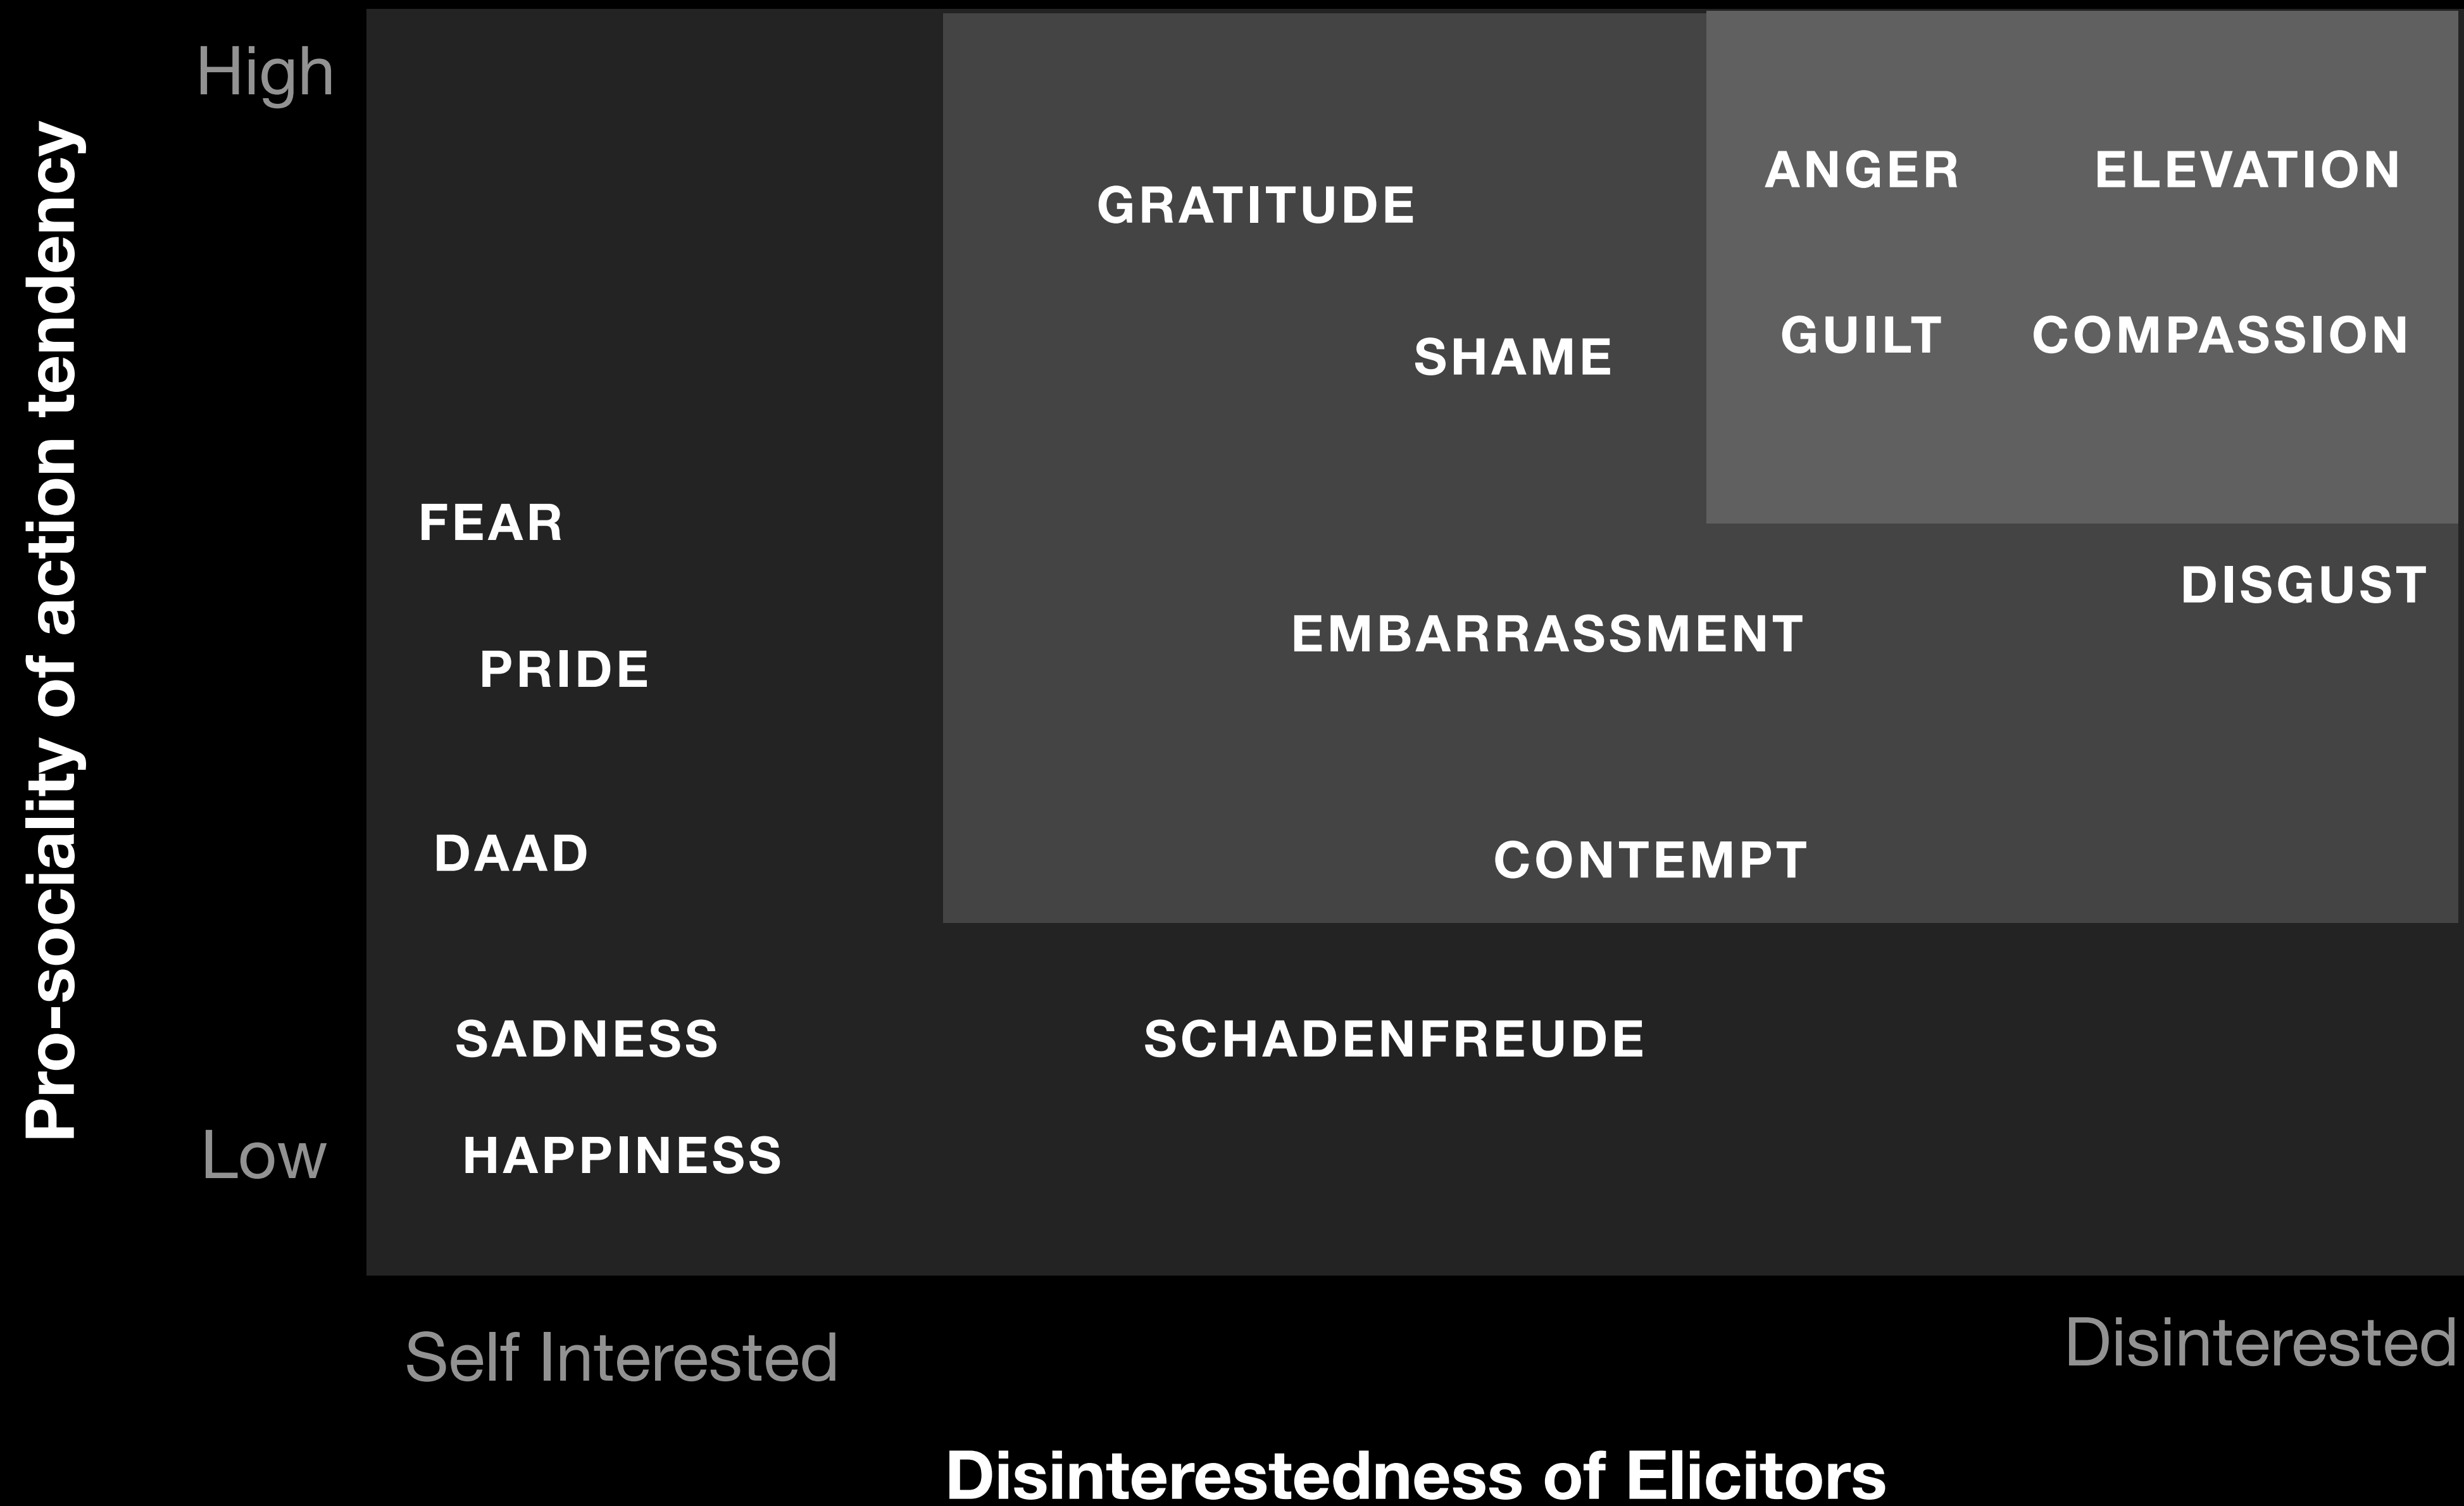 High
Pro-sociality of action tendency
ANGER
ELEVATION
GRATITUDE
GUILT
COMPASSION
SHAME
FEAR
DISGUST
EMBARRASSMENT
PRIDE
DAAD
CONTEMPT
SADNESS
SCHADENFREUDE
HAPPINESS
Low
Self Interested
Disinterested
Disinterestedness of Elicitors